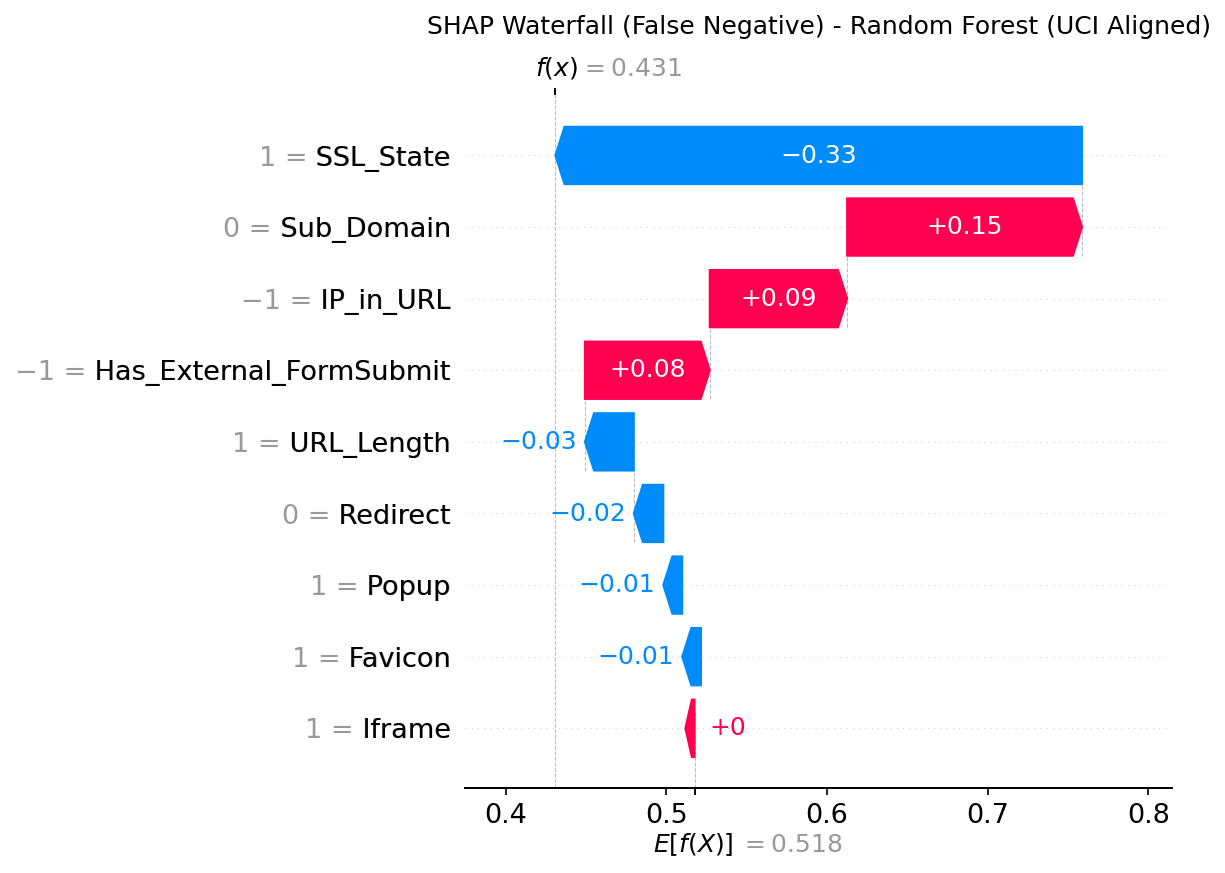 SHAP Waterfall (False Negative) - Random Forest (UCI Aligned)
f(x) = 0.431
1 = SSL_State −0.33
0 = Sub_Domain +0.15
−1 = IP_in_URL +0.09
−1 = Has_External_FormSubmit +0.08
1 = URL_Length −0.03
0 = Redirect −0.02
1 = Popup −0.01
1 = Favicon −0.01
1 = Iframe +0
0.4 0.5 0.6 0.7 0.8
E[f(X)] = 0.518